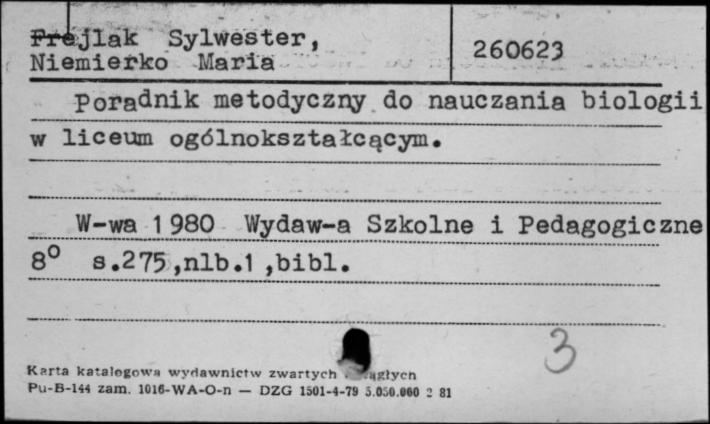 Frejlak Sylwester,
Niemierko Maria
260623
Poradnik metodyczny do nauczania biologii
w liceum ogólnokształcącym.
W-wa 1980 Wydaw-a Szkolne i Pedagogiczne
8° s.275,nlb.1,bibl.
3
Karta katalogowa wydawnictw zwartych
Pu-B-144 zam. 1016-WA-O-n — DZG 1501-4-79 5.050.000 2 81